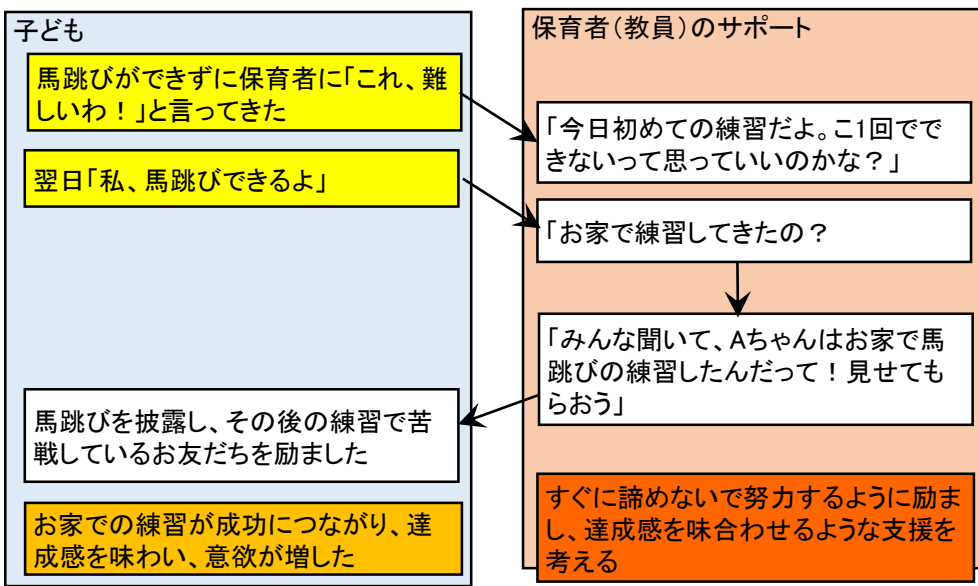 子ども
馬跳びができずに保育者に「これ、難
しいわ！」と言ってきた
翌日「私、馬跳びできるよ」
馬跳びを披露し、その後の練習で苦
戦しているお友だちを励ました
お家での練習が成功につながり、達
成感を味わい、意欲が増した
保育者（教員）のサポート
「今日初めての練習だよ。こ1回でで
きないって思っていいのかな？」
「お家で練習してきたの？
「みんな聞いて、Aちゃんはお家で馬
跳びの練習したんだって！見せても
らおう」
すぐに諦めないで努力するように励ま
し、達成感を味合わせるような支援を
考える